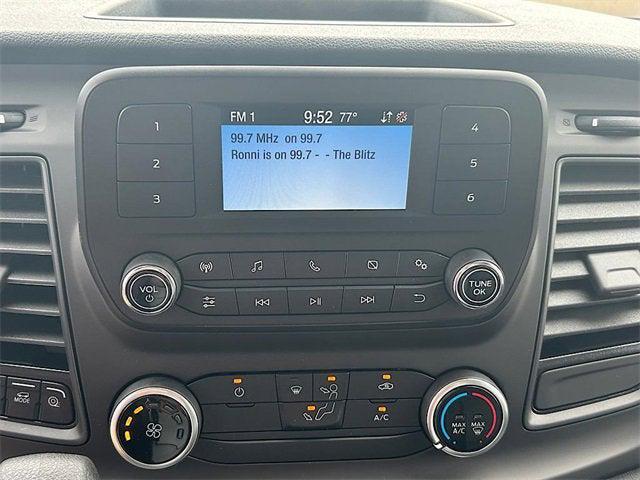 FM 1 9:52 77°
99.7 MHz on 99.7
Ronni is on 99.7 - - The Blitz
1
2
3
4
5
6
VOL
TUNE
OK
MODE
A/C
MAX
A/C
MAX